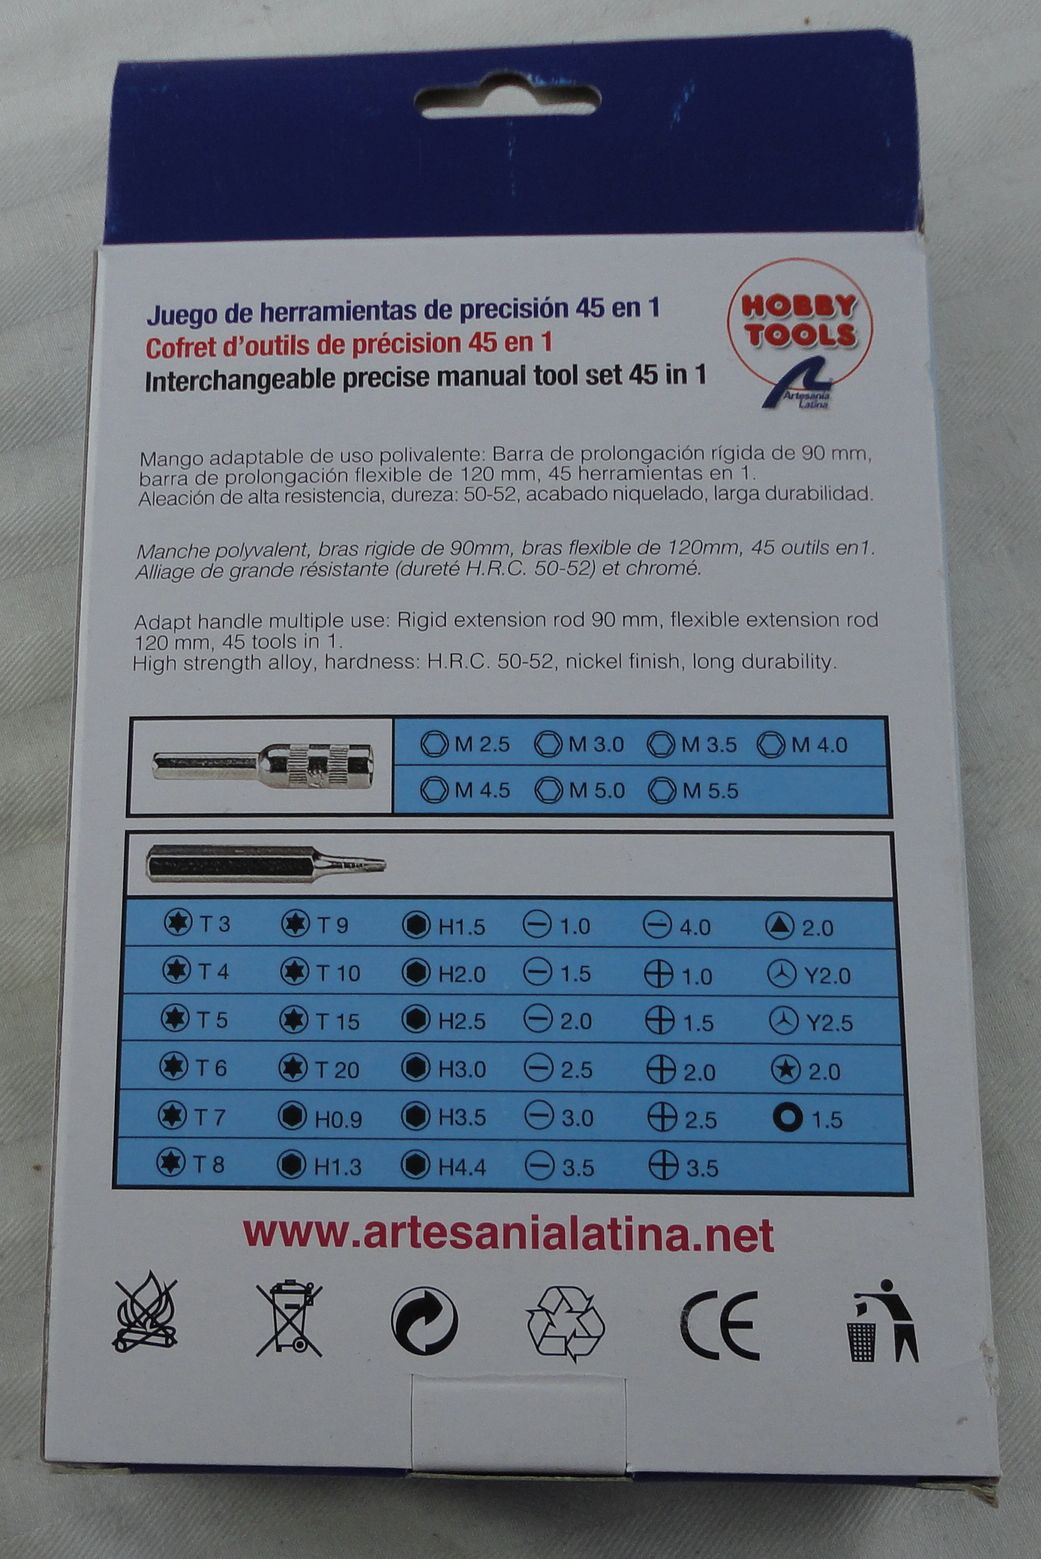 Juego de herramientas de precisión 45 en 1
Cofret d'outils de précision 45 en 1
Interchangeable precise manual tool set 45 in 1
HOBBY
TOOLS
Artesanía
Latina
Mango adaptable de uso polivalente: Barra de prolongación rígida de 90 mm,
barra de prolongación flexible de 120 mm, 45 herramientas en 1.
Aleación de alta resistencia, dureza: 50-52, acabado niquelado, larga durabilidad.
Manche polyvalent, bras rigide de 90mm, bras flexible de 120mm, 45 outils en1.
Alliage de grande résistante (dureté H.R.C. 50-52) et chromé.
Adapt handle multiple use: Rigid extension rod 90 mm, flexible extension rod
120 mm, 45 tools in 1.
High strength alloy, hardness: H.R.C. 50-52, nickel finish, long durability.
M 2.5 M 3.0 M 3.5 M 4.0
M 4.5 M 5.0 M 5.5
T 3 T 9 H1.5 1.0 4.0 2.0
T 4 T 10 H2.0 1.5 1.0 Y2.0
T 5 T 15 H2.5 2.0 1.5 Y2.5
T 6 T 20 H3.0 2.5 2.0 2.0
T 7 H0.9 H3.5 3.0 2.5 1.5
T 8 H1.3 H4.4 3.5 3.5
www.artesanialatina.net
CE